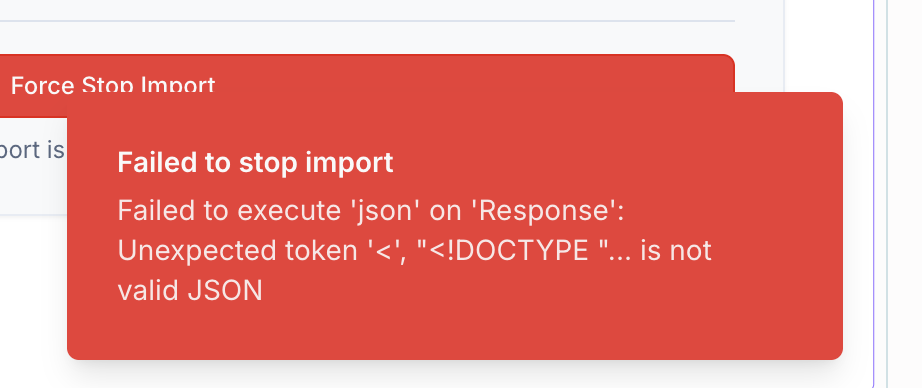 Force Stop Import
port is
Failed to stop import
Failed to execute 'json' on 'Response':
Unexpected token '<', "<!DOCTYPE "... is not
valid JSON